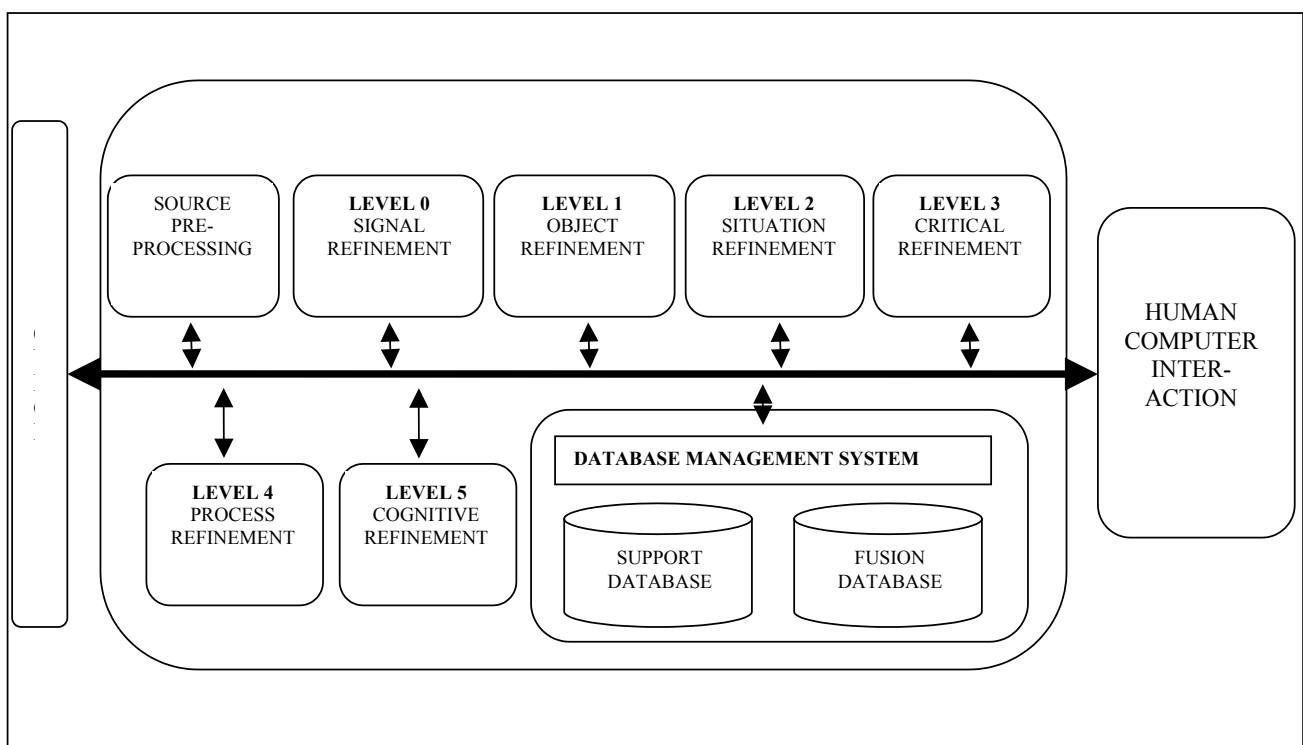 SOURCE
PRE-
PROCESSING
LEVEL 0
SIGNAL
REFINEMENT
LEVEL 1
OBJECT
REFINEMENT
LEVEL 2
SITUATION
REFINEMENT
LEVEL 3
CRITICAL
REFINEMENT
HUMAN
COMPUTER
INTER-
ACTION
LEVEL 4
PROCESS
REFINEMENT
LEVEL 5
COGNITIVE
REFINEMENT
DATABASE MANAGEMENT SYSTEM
SUPPORT
DATABASE
FUSION
DATABASE